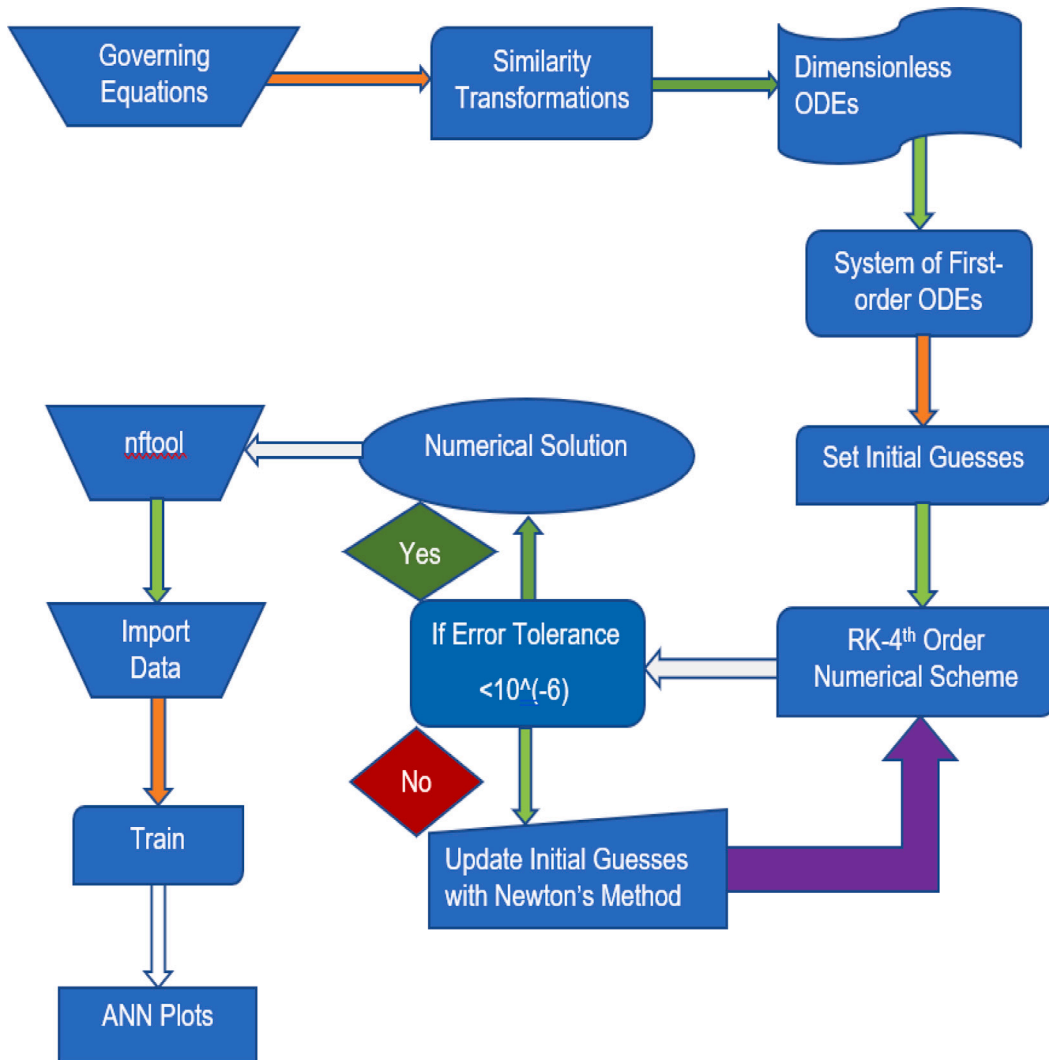 Governing
Equations
Similarity
Transformations
Dimensionless
ODEs
System of First-
order ODEs
Set Initial Guesses
RK-4th Order
Numerical Scheme
If Error Tolerance
<10^(-6)
Yes
No
Numerical Solution
Update Initial Guesses
with Newton's Method
nftool
Import
Data
Train
ANN Plots